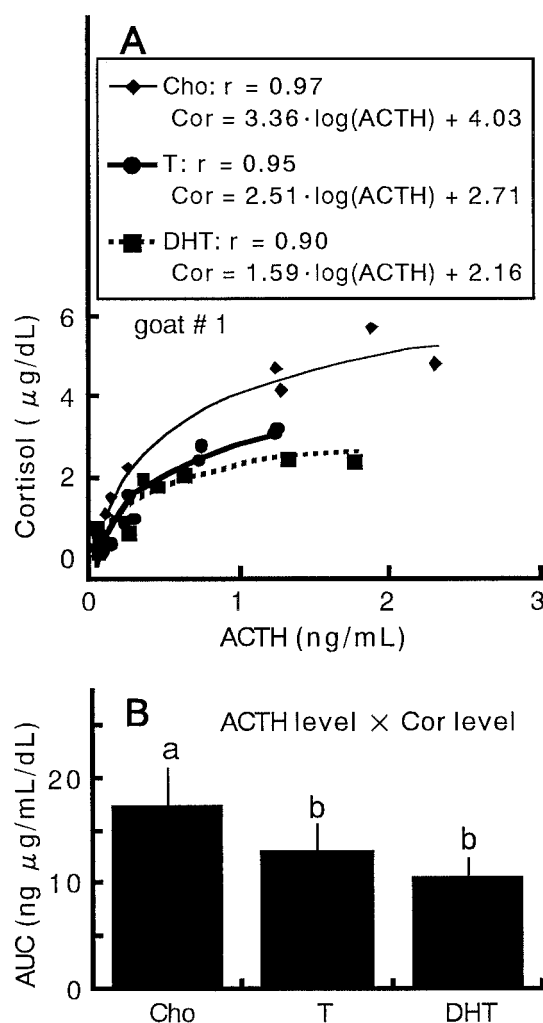 A
Cho: r = 0.97
Cor = 3.36·log(ACTH) + 4.03
T: r = 0.95
Cor = 2.51·log(ACTH) + 2.71
DHT: r = 0.90
Cor = 1.59·log(ACTH) + 2.16
goat # 1
Cortisol ( μg/dL)
6
4
2
0
0 1 2 3
ACTH (ng/mL)
B
ACTH level × Cor level
AUC (ng μg/mL/dL)
20
10
0
a
b
b
Cho T DHT